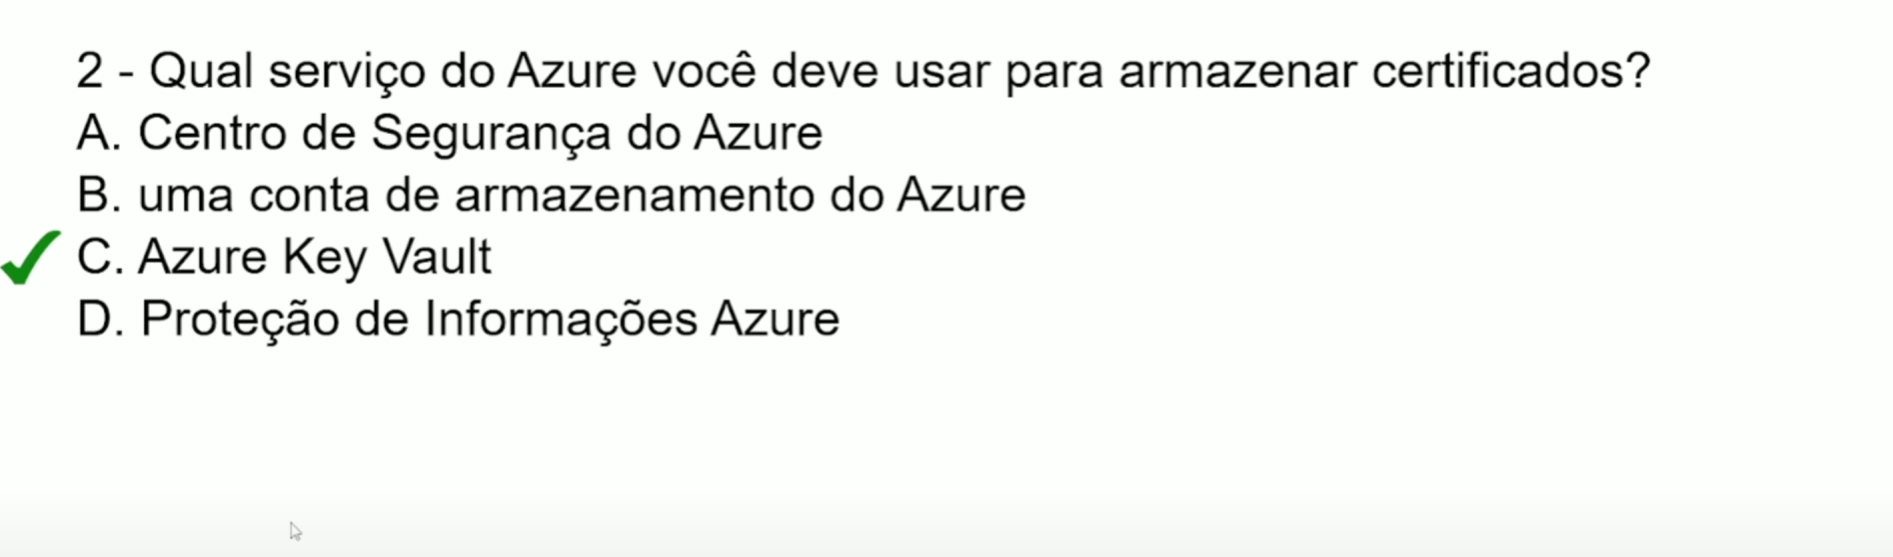 2 - Qual serviço do Azure você deve usar para armazenar certificados?
A. Centro de Segurança do Azure
B. uma conta de armazenamento do Azure
C. Azure Key Vault
D. Proteção de Informações Azure